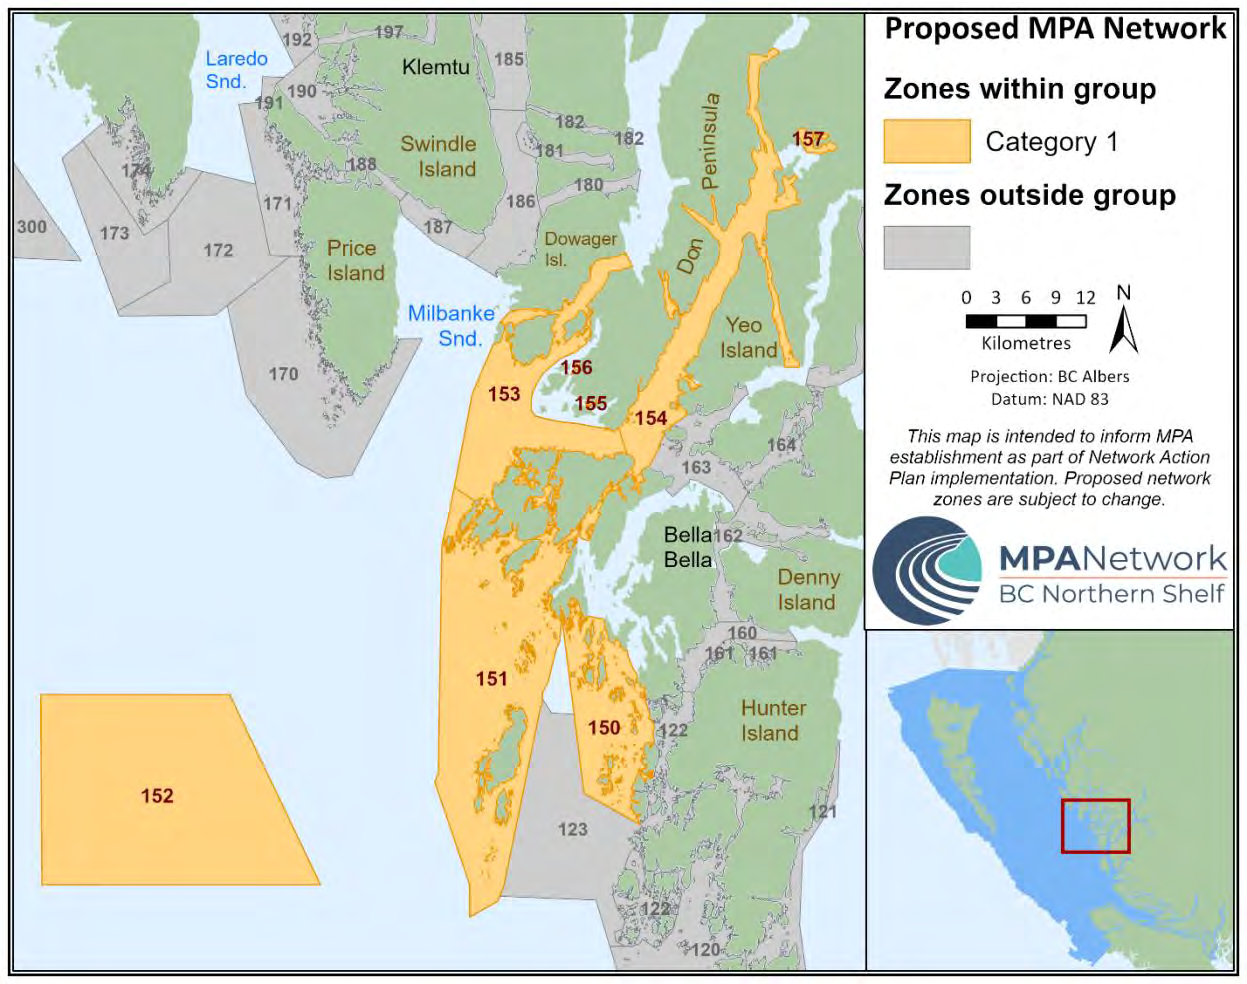 Proposed MPA Network
Zones within group
Category 1
Zones outside group
0 3 6 9 12
N
Kilometres
Projection: BC Albers
Datum: NAD 83
This map is intended to inform MPA
establishment as part of Network Action
Plan implementation. Proposed network
zones are subject to change.
MPANetwork
BC Northern Shelf
192
197
185
Laredo
Snd.
Klemtu
191
190
182
182
181
180
157
Peninsula
Don
Swindle
Island
174
188
171
186
187
300
173
172
Price
Island
Dowager
Isl.
Milbanke
Snd.
Yeo
Island
170
156
155
153
154
164
163
Bella
Bella
162
Denny
Island
160
161
161
151
150
122
Hunter
Island
152
123
121
122
120